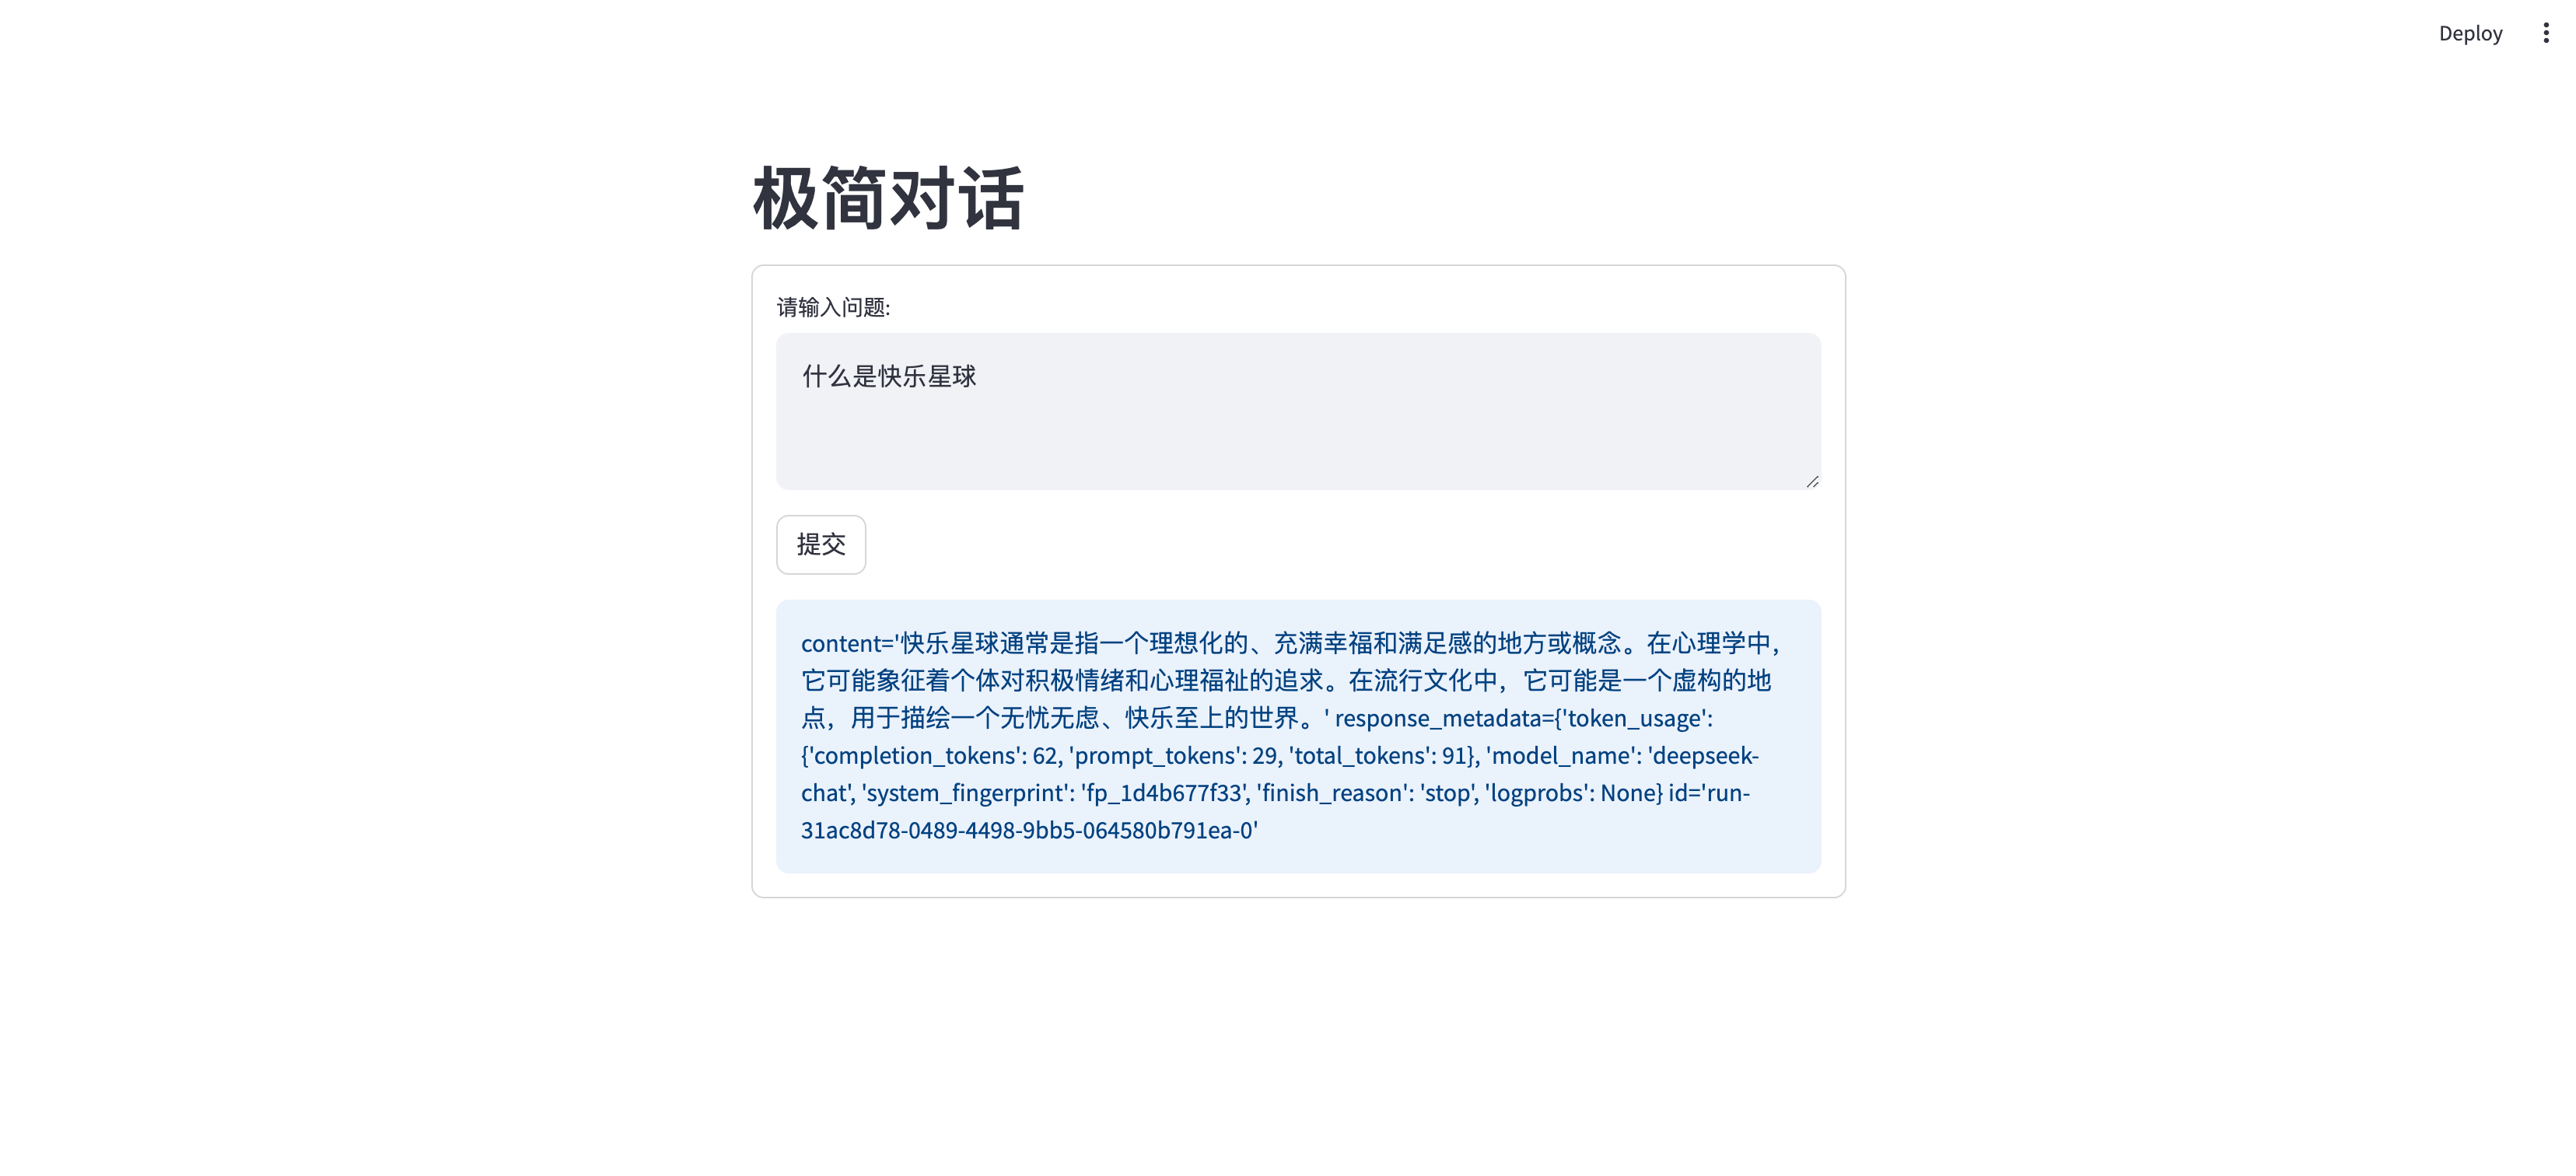 Deploy
极简对话
请输入问题:
什么是快乐星球
提交
content='快乐星球通常是指一个理想化的、充满幸福和满足感的地方或概念。在心理学中，
它可能象征着个体对积极情绪和心理福祉的追求。在流行文化中，它可能是一个虚构的地
点，用于描绘一个无忧无虑、快乐至上的世界。' response_metadata={'token_usage':
{'completion_tokens': 62, 'prompt_tokens': 29, 'total_tokens': 91}, 'model_name': 'deepseek-
chat', 'system_fingerprint': 'fp_1d4b677f33', 'finish_reason': 'stop', 'logprobs': None} id='run-
31ac8d78-0489-4498-9bb5-064580b791ea-0'